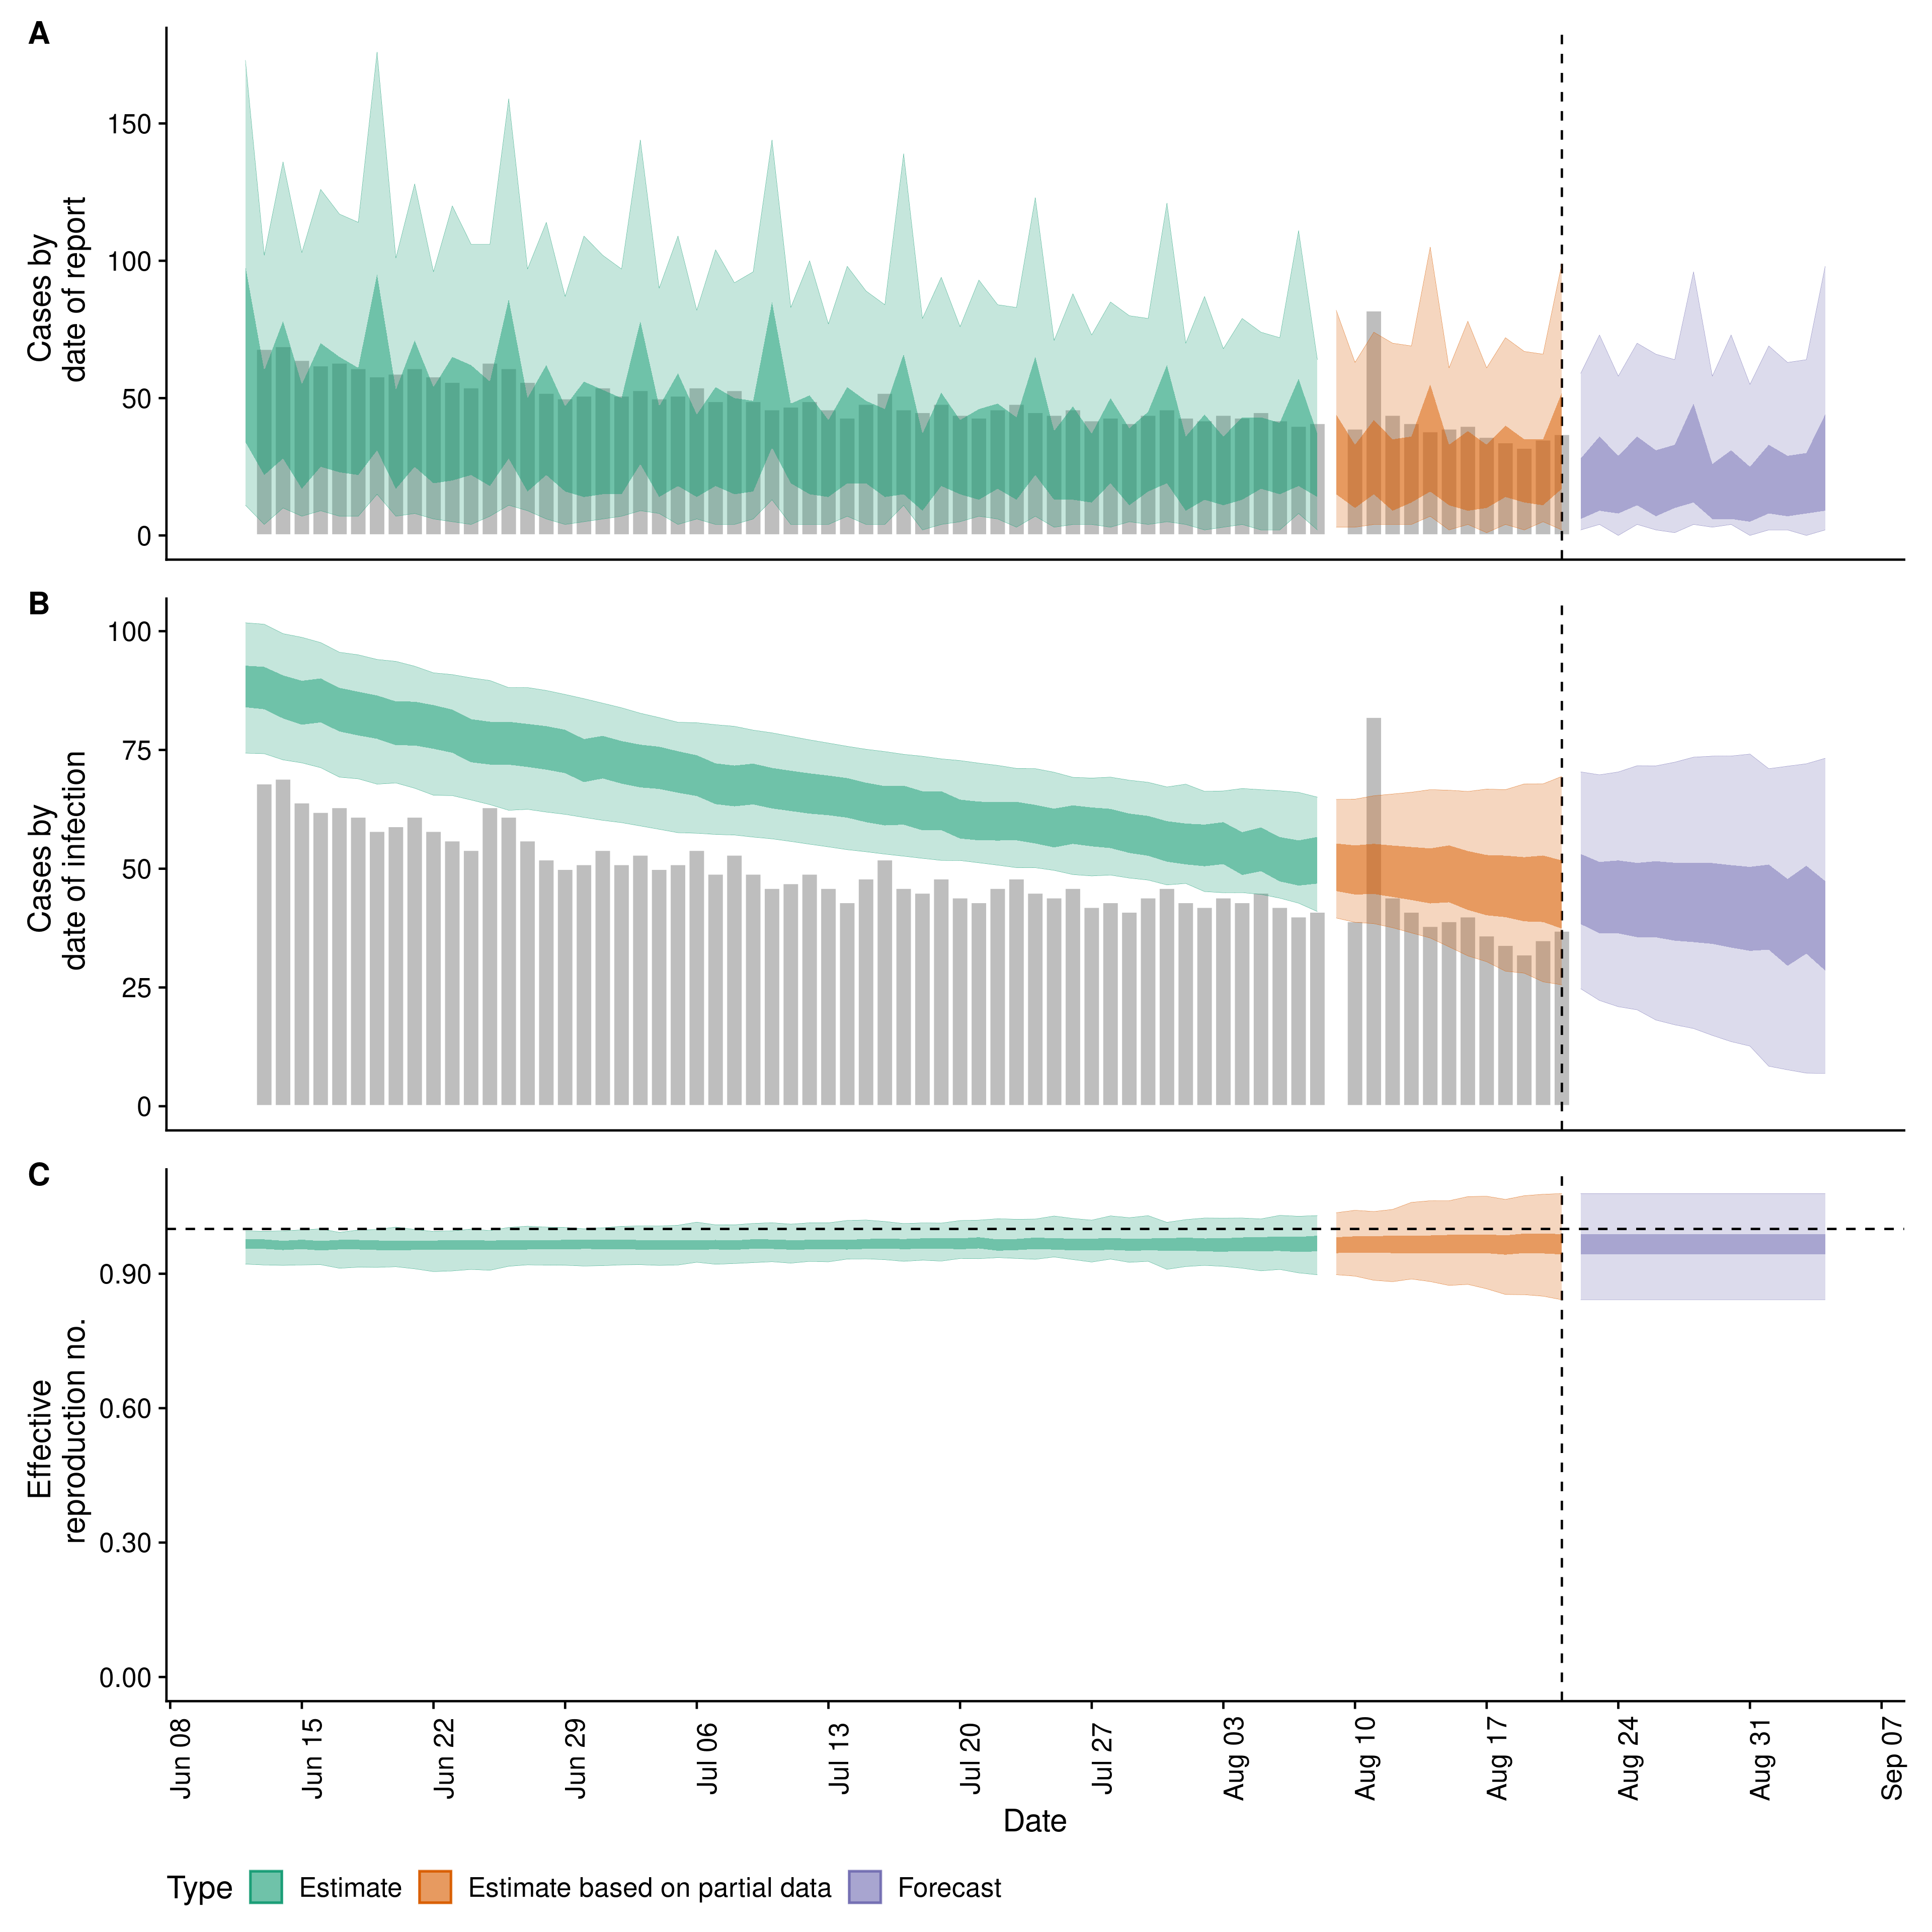 A
Cases by
date of report
150
100
50
0
B
Cases by
date of infection
100
75
50
25
0
C
Effective
reproduction no.
0.90
0.60
0.30
0.00
Jun 08
Jun 15
Jun 22
Jun 29
Jul 06
Jul 13
Jul 20
Jul 27
Aug 03
Aug 10
Aug 17
Aug 24
Aug 31
Sep 07
Date
Type Estimate Estimate based on partial data Forecast